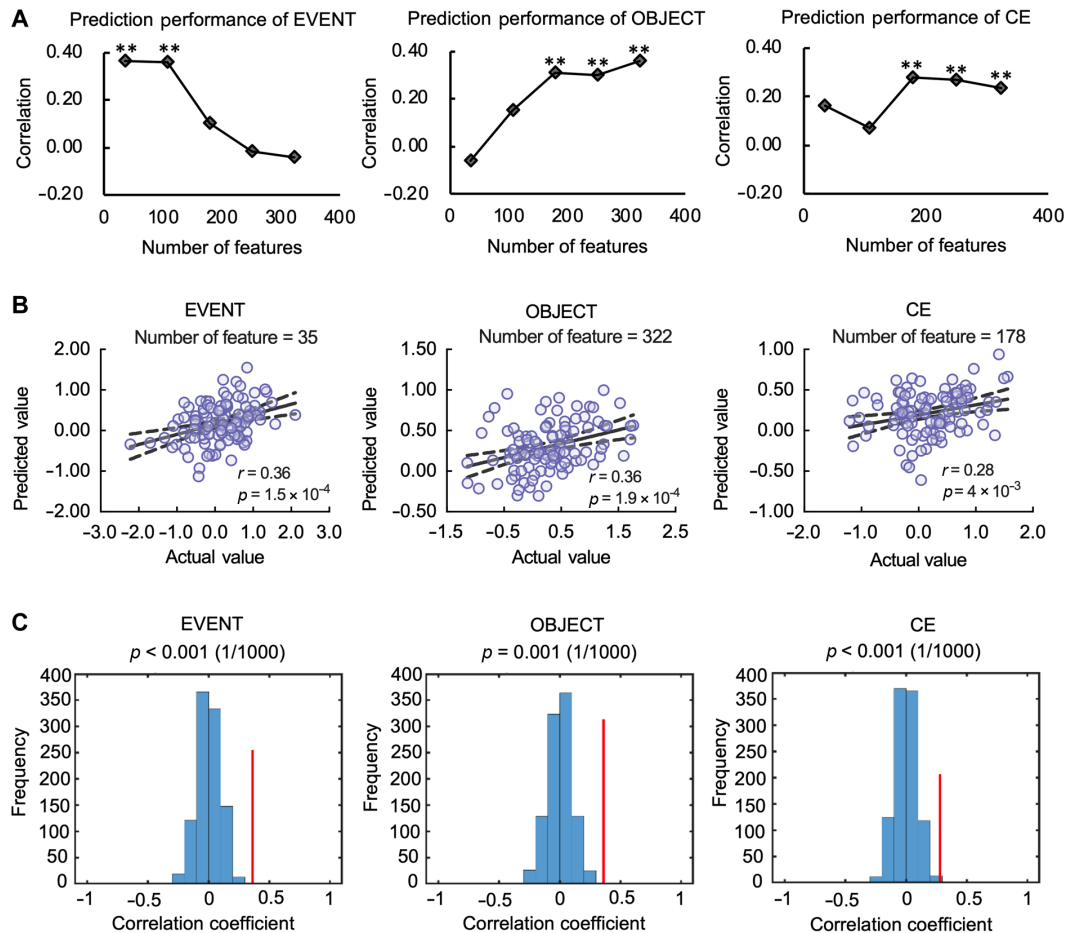 A
Prediction performance of EVENT
Prediction performance of OBJECT
Prediction performance of CE
Correlation
0.40
0.20
0.00
−0.20
** **
0 100 200 300 400
Number of features
Correlation
0.40
0.20
0.00
−0.20
** ** **
0 100 200 300 400
Number of features
Correlation
0.40
0.20
0.00
−0.20
** ** **
200 400
Number of features
B
EVENT
Number of feature = 35
Predicted value
2.00
1.00
0.00
−1.00
−2.00
r = 0.36
p = 1.5 × 10−4
−3.0 −2.0 −1.0 0.0 1.0 2.0 3.0
Actual value
OBJECT
Number of feature = 322
Predicted value
1.50
1.00
0.50
0.00
−0.50
r = 0.36
p = 1.9 × 10−4
−1.5 −0.5 0.5 1.5 2.5
Actual value
CE
Number of feature = 178
Predicted value
1.00
0.50
0.00
−0.50
−1.00
r = 0.28
p = 4 × 10−3
−2.0 −1.0 0.0 1.0 2.0
Actual value
C
EVENT
p < 0.001 (1/1000)
Frequency
400
350
300
250
200
150
100
50
0
−1 −0.5 0 0.5 1
Correlation coefficient
OBJECT
p = 0.001 (1/1000)
Frequency
400
350
300
250
200
150
100
50
0
−1 −0.5 0 0.5 1
Correlation coefficient
CE
p < 0.001 (1/1000)
Frequency
400
350
300
250
200
150
100
50
0
−1 −0.5 0 0.5 1
Correlation coefficient